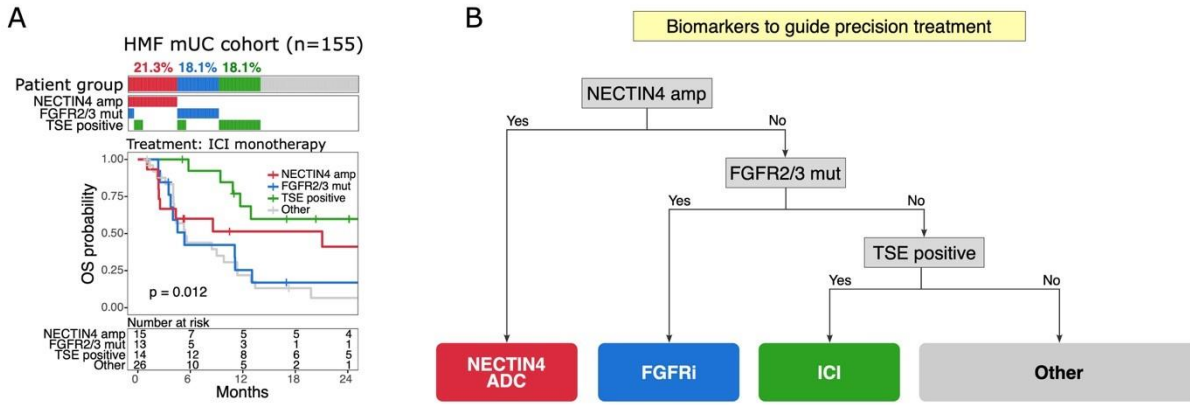 A
HMF mUC cohort (n=155)
21.3% 18.1% 18.1%
Patient group
NECTIN4 amp
FGFR2/3 mut
TSE positive
Treatment: ICI monotherapy
OS probability
1.00
0.75
0.50
0.25
0.00
NECTIN4 amp
FGFR2/3 mut
TSE positive
Other
p = 0.012
Number at risk
NECTIN4 amp 15 7 5 5 4
FGFR2/3 mut 13 5 3 1 1
TSE positive 14 12 8 6 5
Other 26 10 5 2 1
0 6 12 18 24
Months
B
Biomarkers to guide precision treatment
NECTIN4 amp
Yes No
FGFR2/3 mut
Yes No
TSE positive
Yes No
NECTIN4
ADC
FGFRi
ICI
Other